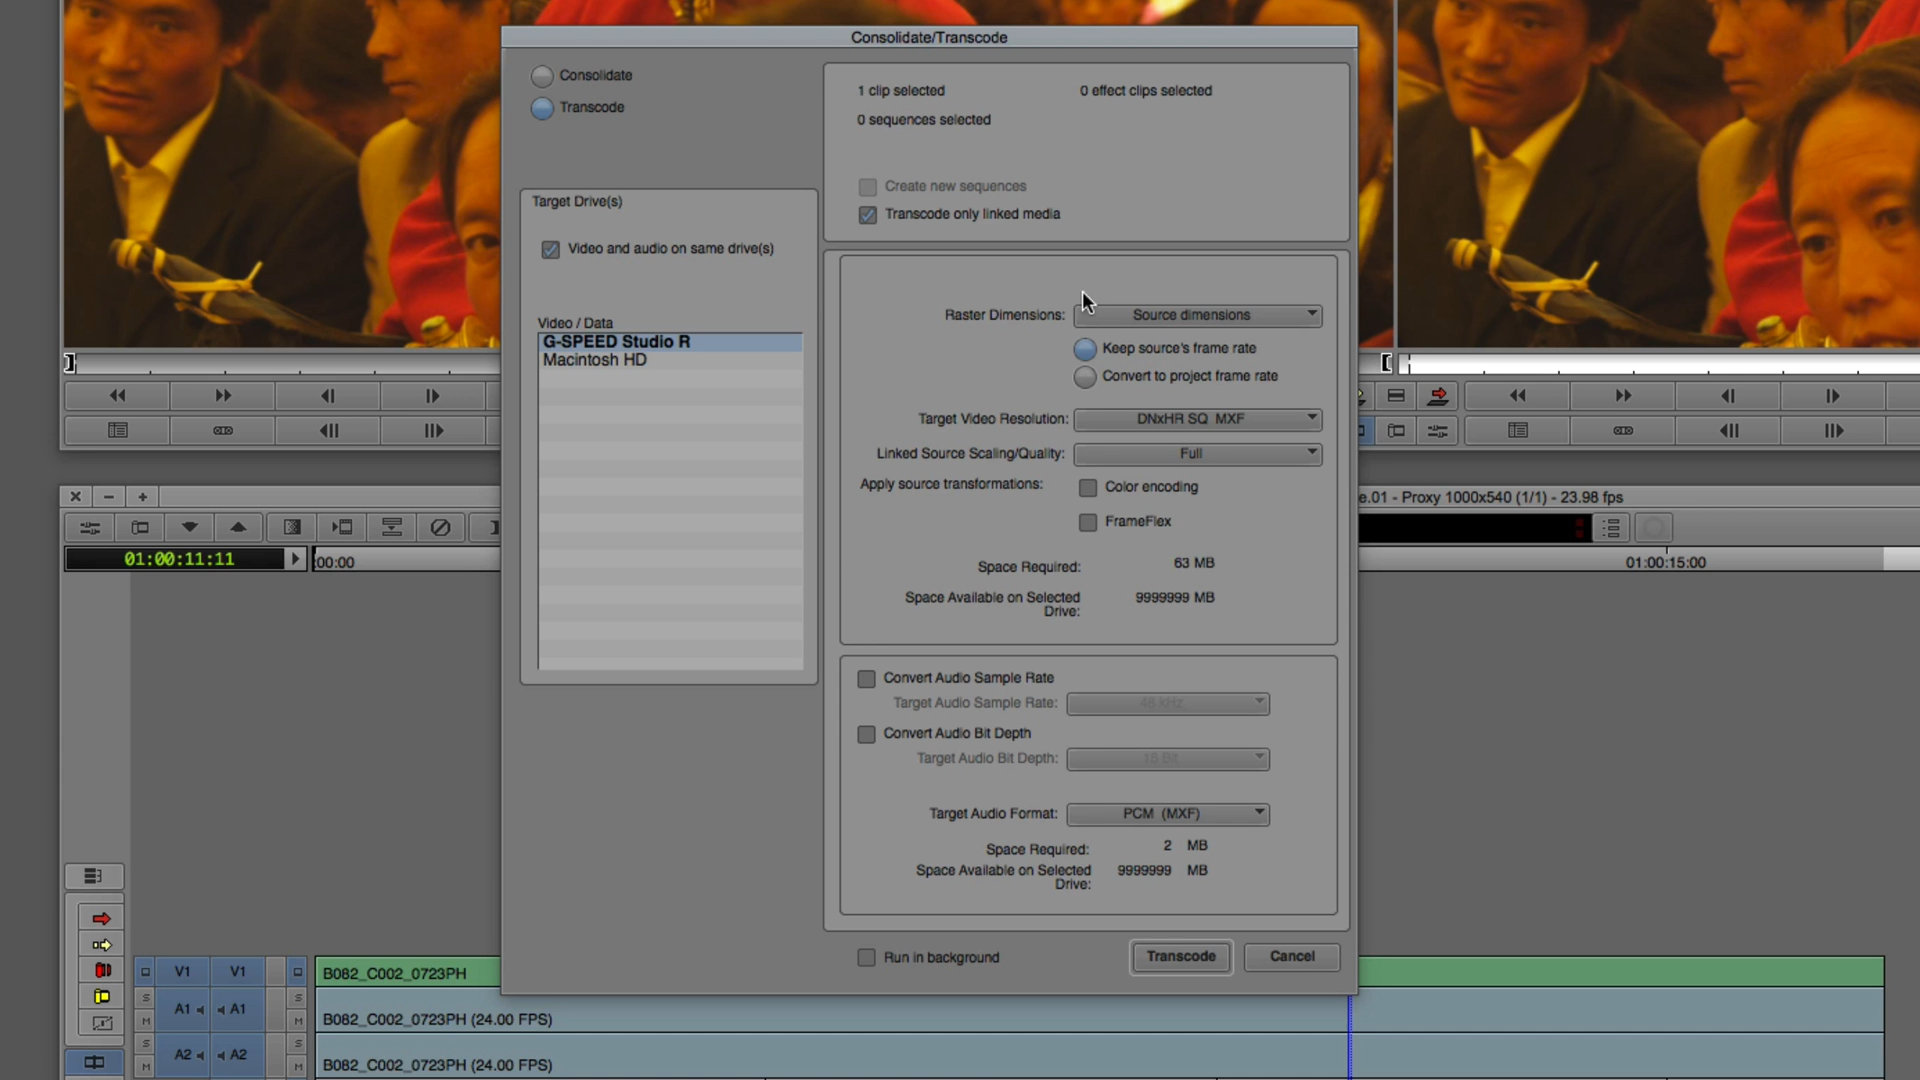 Consolidate/Transcode
Consolidate
Transcode
1 clip selected
0 effect clips selected
0 sequences selected
Create new sequences
Transcode only linked media
Target Drive(s)
Video and audio on same drive(s)
Video / Data
G-SPEED Studio R
Macintosh HD
Raster Dimensions:
Source dimensions
Keep source's frame rate
Convert to project frame rate
Target Video Resolution:
DNxHR SQ MXF
Linked Source Scaling/Quality:
Full
Apply source transformations:
Color encoding
FrameFlex
Space Required:
63 MB
Space Available on Selected
Drive:
9999999 MB
Convert Audio Sample Rate
Target Audio Sample Rate:
48 kHz
Convert Audio Bit Depth
Target Audio Bit Depth:
Target Audio Format:
PCM (MXF)
Space Required:
2 MB
Space Available on Selected
Drive:
9999999 MB
Run in background
Transcode
Cancel
e.01 - Proxy 1000x540 (1/1) - 23.98 fps
01:00:11:11
:00:00
01:00:15:00
V1
V1
B082_C002_0723PH
S
S
A1
A1
M
M
B082_C002_0723PH (24.00 FPS)
S
S
A2
A2
M
M
B082_C002_0723PH (24.00 FPS)